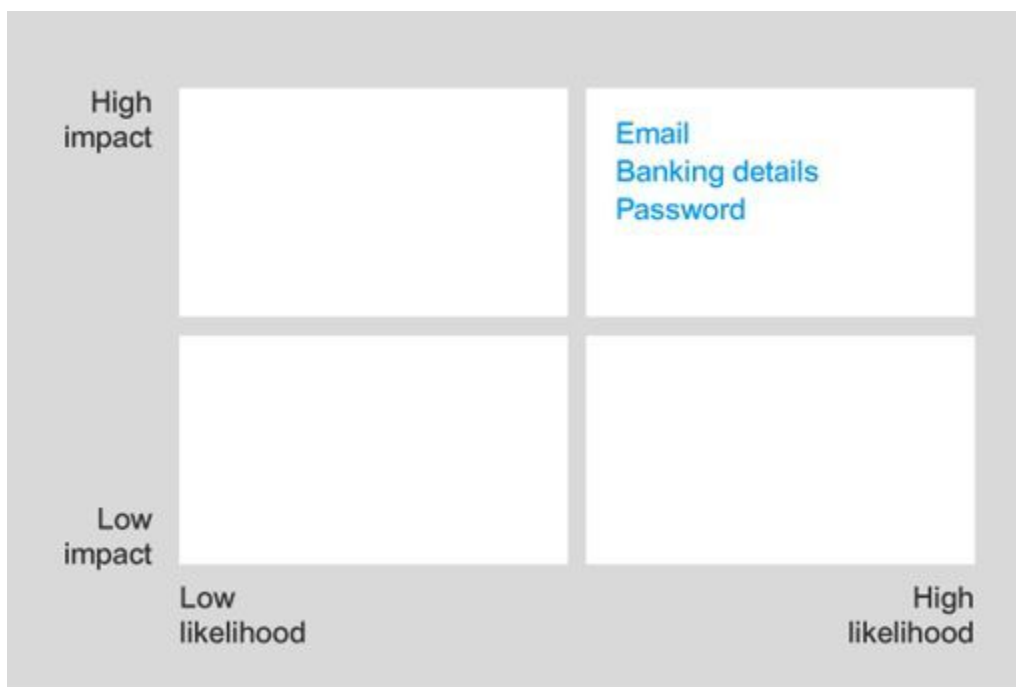 High
impact
Email
Banking details
Password
Low
impact
Low
likelihood
High
likelihood